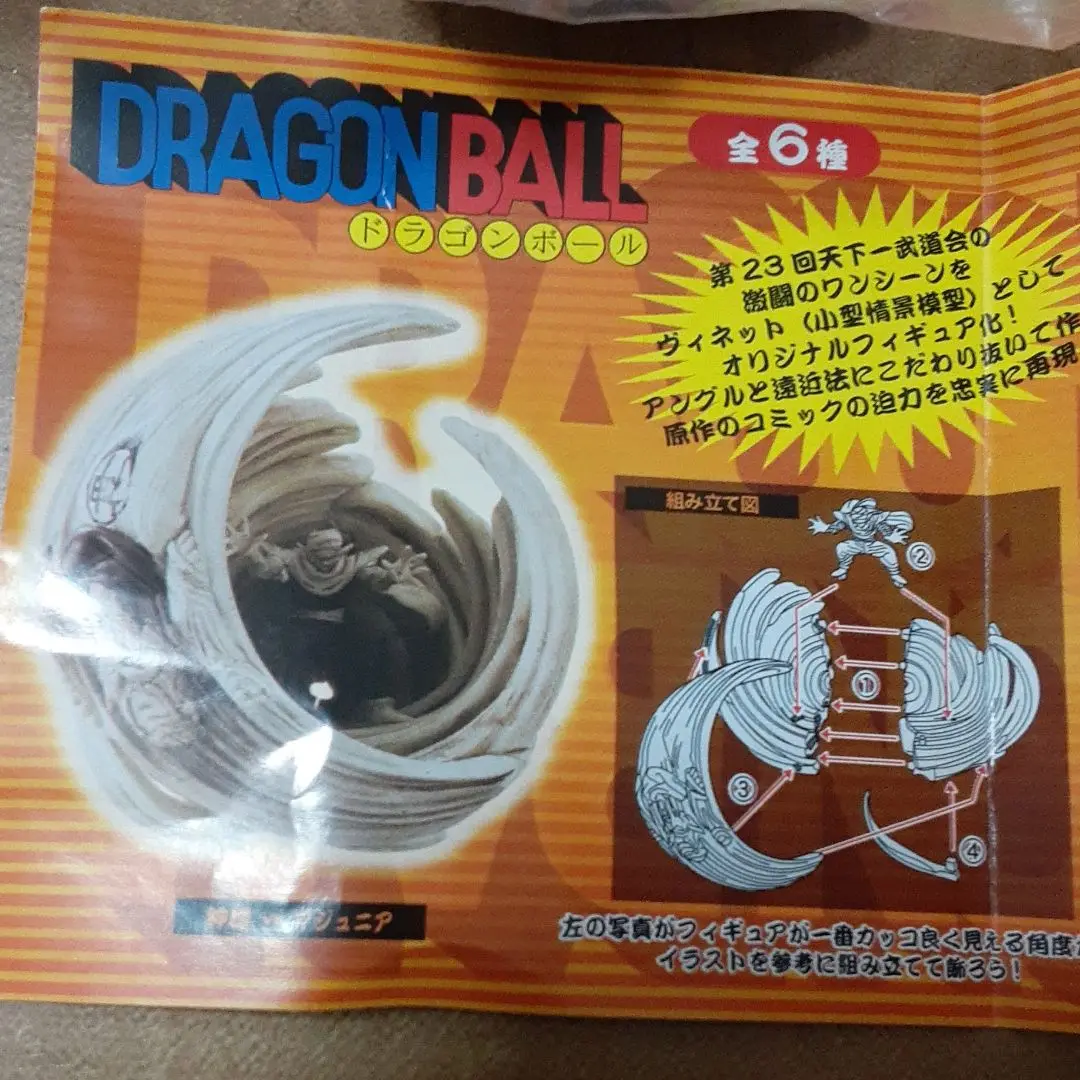 DRAGON BALL
ドラゴンボール
全6種
第23回天下一武道会の
激闘のワンシーンを
ヴィネット（小型情景模型）として
オリジナルフィギュア化！
アングルと遠近法にこだわり抜いて作
原作のコミックの迫力を忠実に再現
組み立て図
②
①
③
④
ジュニア
左の写真がフィギュアが一番カッコ良く見える角度
イラストを参考に組み立てて飾ろう！